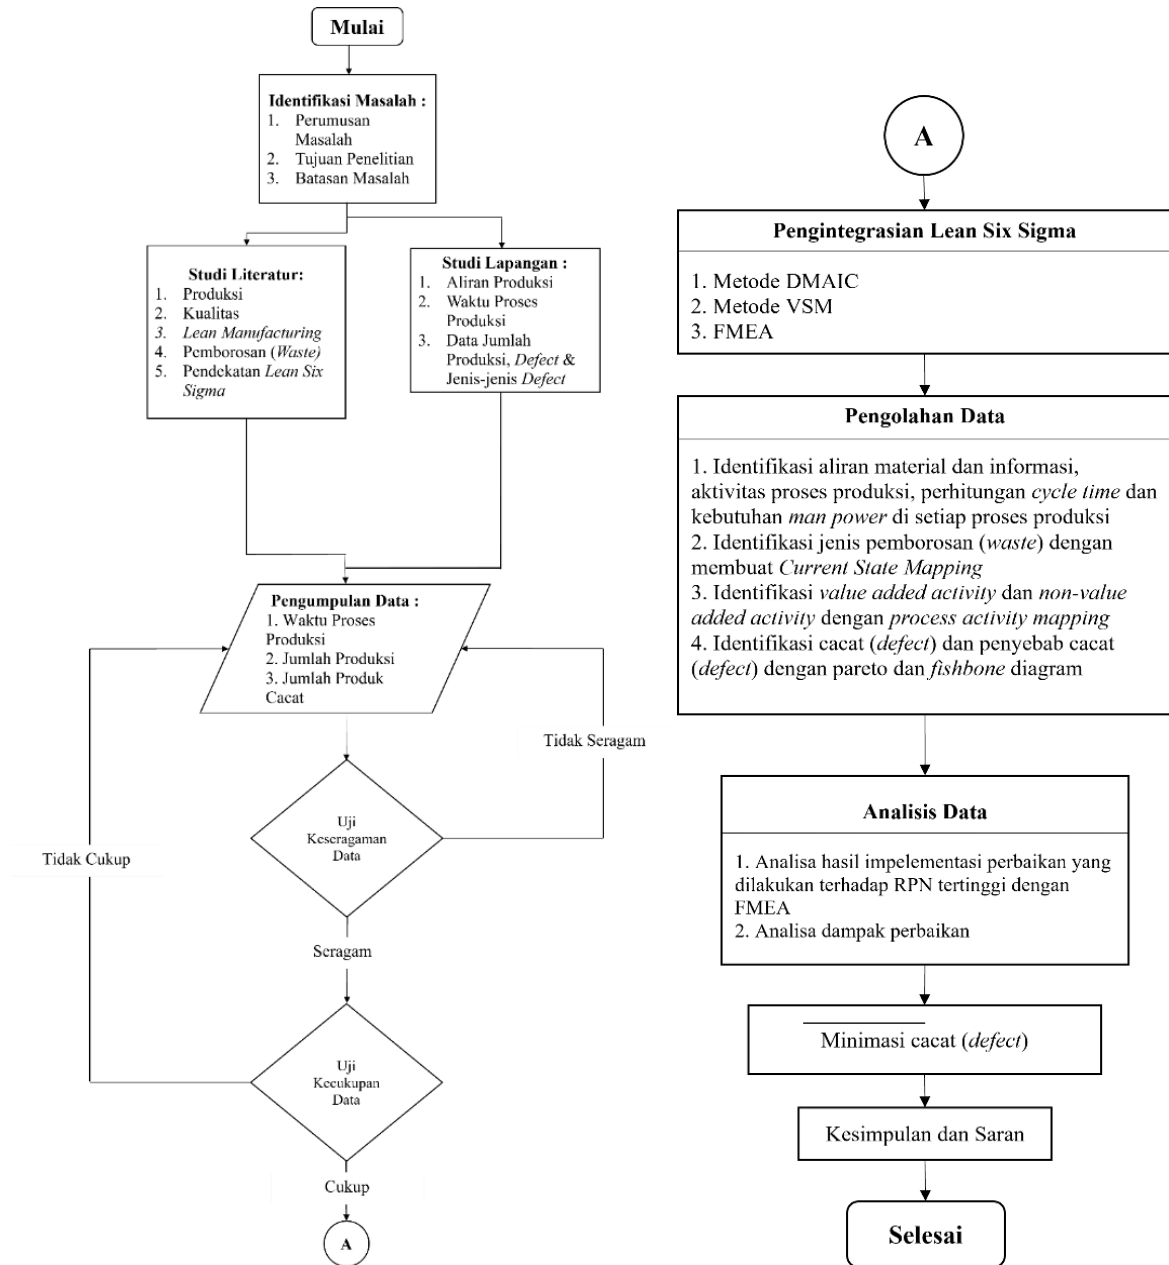 Mulai
Identifikasi Masalah :
1. Perumusan
Masalah
2. Tujuan Penelitian
3. Batasan Masalah
Studi Literatur:
1. Produksi
2. Kualitas
3. Lean Manufacturing
4. Pemborosan (Waste)
5. Pendekatan Lean Six
Sigma
Studi Lapangan :
1. Aliran Produksi
2. Waktu Proses
Produksi
3. Data Jumlah
Produksi, Defect &
Jenis-jenis Defect
Pengumpulan Data :
1. Waktu Proses
Produksi
2. Jumlah Produksi
3. Jumlah Produk
Cacat
Tidak Seragam
Uji
Keseragaman
Data
Tidak Cukup
Seragam
Uji
Kecukupan
Data
Cukup
A
A
Pengintegrasian Lean Six Sigma
1. Metode DMAIC
2. Metode VSM
3. FMEA
Pengolahan Data
1. Identifikasi aliran material dan informasi,
aktivitas proses produksi, perhitungan cycle time dan
kebutuhan man power di setiap proses produksi
2. Identifikasi jenis pemborosan (waste) dengan
membuat Current State Mapping
3. Identifikasi value added activity dan non-value
added activity dengan process activity mapping
4. Identifikasi cacat (defect) dan penyebab cacat
(defect) dengan pareto dan fishbone diagram
Analisis Data
1. Analisa hasil impelementasi perbaikan yang
dilakukan terhadap RPN tertinggi dengan
FMEA
2. Analisa dampak perbaikan
Minimasi cacat (defect)
Kesimpulan dan Saran
Selesai